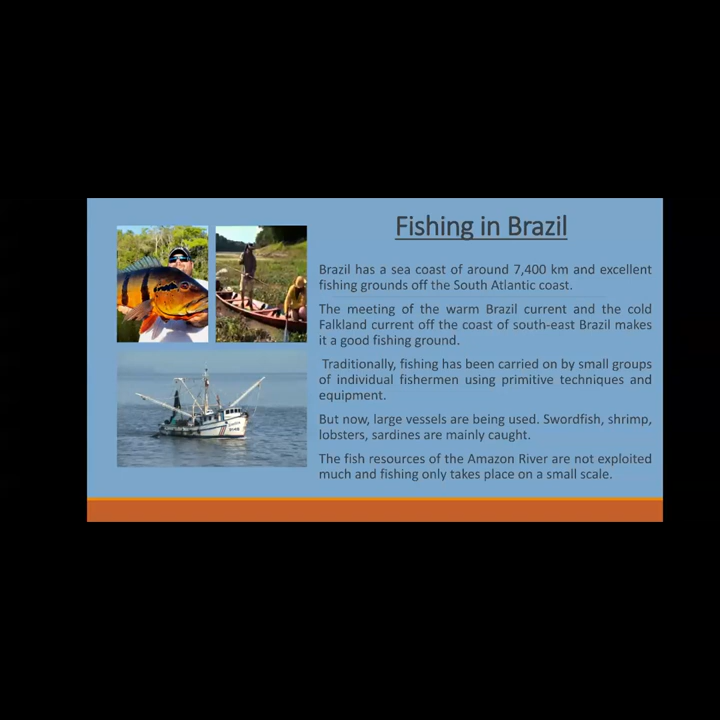 Fishing in Brazil
Brazil has a sea coast of around 7,400 km and excellent
fishing grounds off the South Atlantic coast.
The meeting of the warm Brazil current and the cold
Falkland current off the coast of south-east Brazil makes
it a good fishing ground.
Traditionally, fishing has been carried on by small groups
of individual fishermen using primitive techniques and
equipment.
But now, large vessels are being used. Swordfish, shrimp,
lobsters, sardines are mainly caught.
The fish resources of the Amazon River are not exploited
much and fishing only takes place on a small scale.